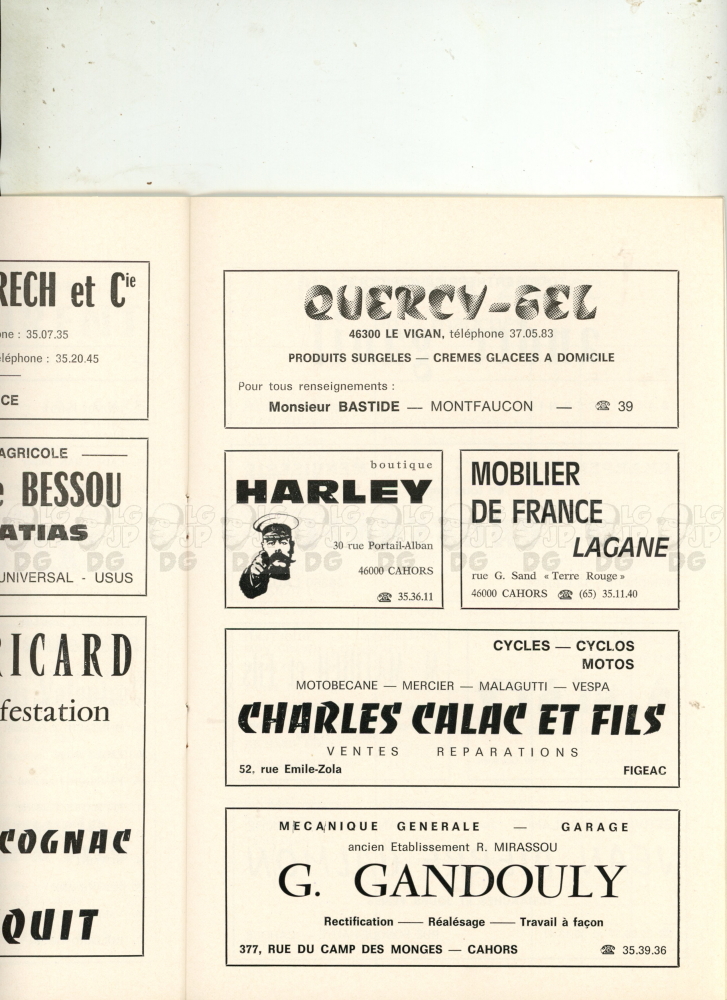 RECH et Cie
one : 35.07.35
éléphone : 35.20.45
CE
AGRICOLE
e BESSOU
ATIAS
UNIVERSAL - USUS
RICARD
festation
COGNAC
QUIT
QUERCY-GEL
46300 LE VIGAN, téléphone 37.05.83
PRODUITS SURGELES — CREMES GLACEES A DOMICILE
Pour tous renseignements :
Monsieur BASTIDE — MONTFAUCON — ☎ 39
boutique
HARLEY
30 rue Portail-Alban
46000 CAHORS
☎ 35.36.11
MOBILIER
DE FRANCE
LAGANE
rue G. Sand « Terre Rouge »
46000 CAHORS ☎ (65) 35.11.40
CYCLES — CYCLOS
MOTOS
MOTOBECANE — MERCIER — MALAGUTTI — VESPA
CHARLES CALAC ET FILS
VENTES REPARATIONS
52, rue Emile-Zola FIGEAC
MECANIQUE GENERALE — GARAGE
ancien Etablissement R. MIRASSOU
G. GANDOULY
Rectification — Réalésage — Travail à façon
377, RUE DU CAMP DES MONGES — CAHORS ☎ 35.39.36